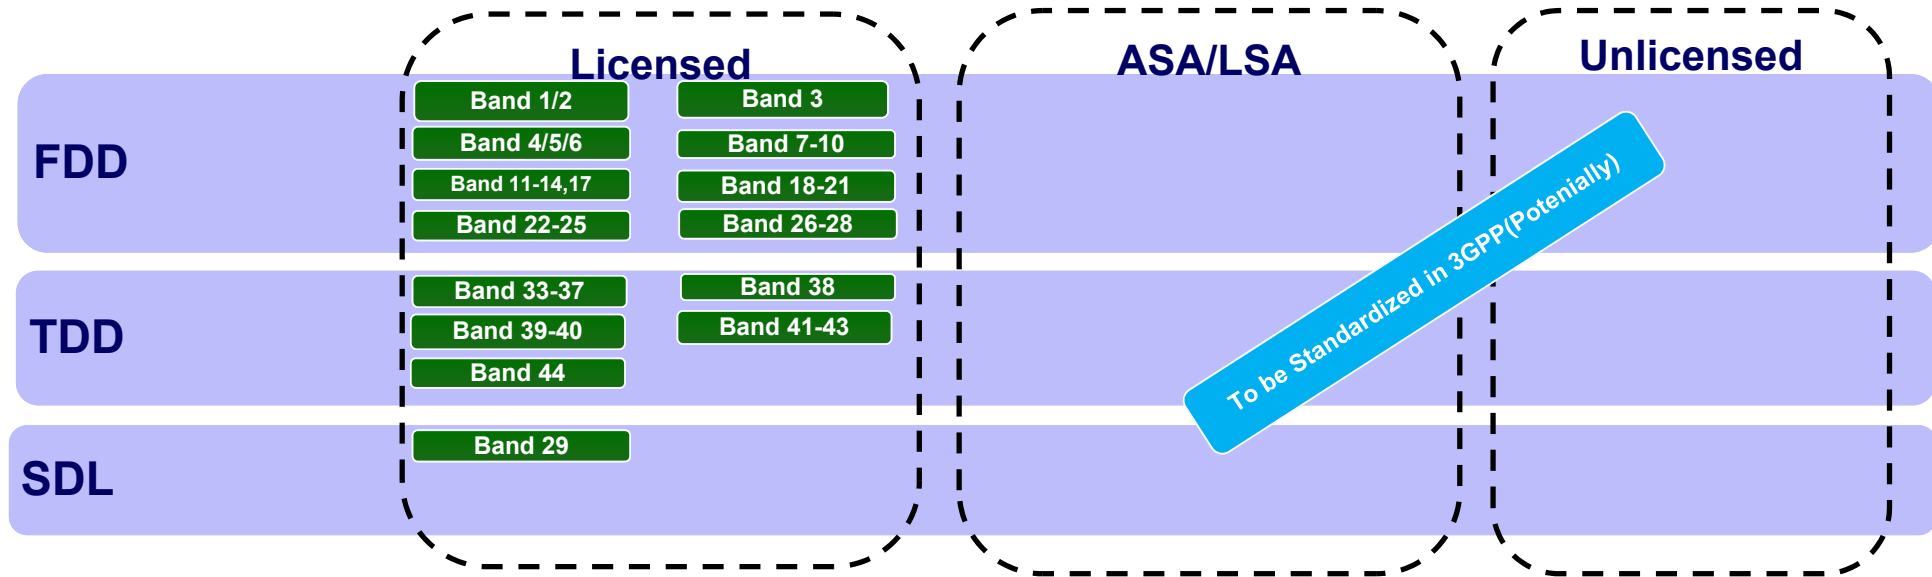 Licensed
ASA/LSA
Unlicensed
FDD
Band 1/2
Band 3
Band 4/5/6
Band 7-10
Band 11-14,17
Band 18-21
Band 22-25
Band 26-28
To be Standardized in 3GPP(Potenially)
TDD
Band 33-37
Band 38
Band 39-40
Band 41-43
Band 44
SDL
Band 29